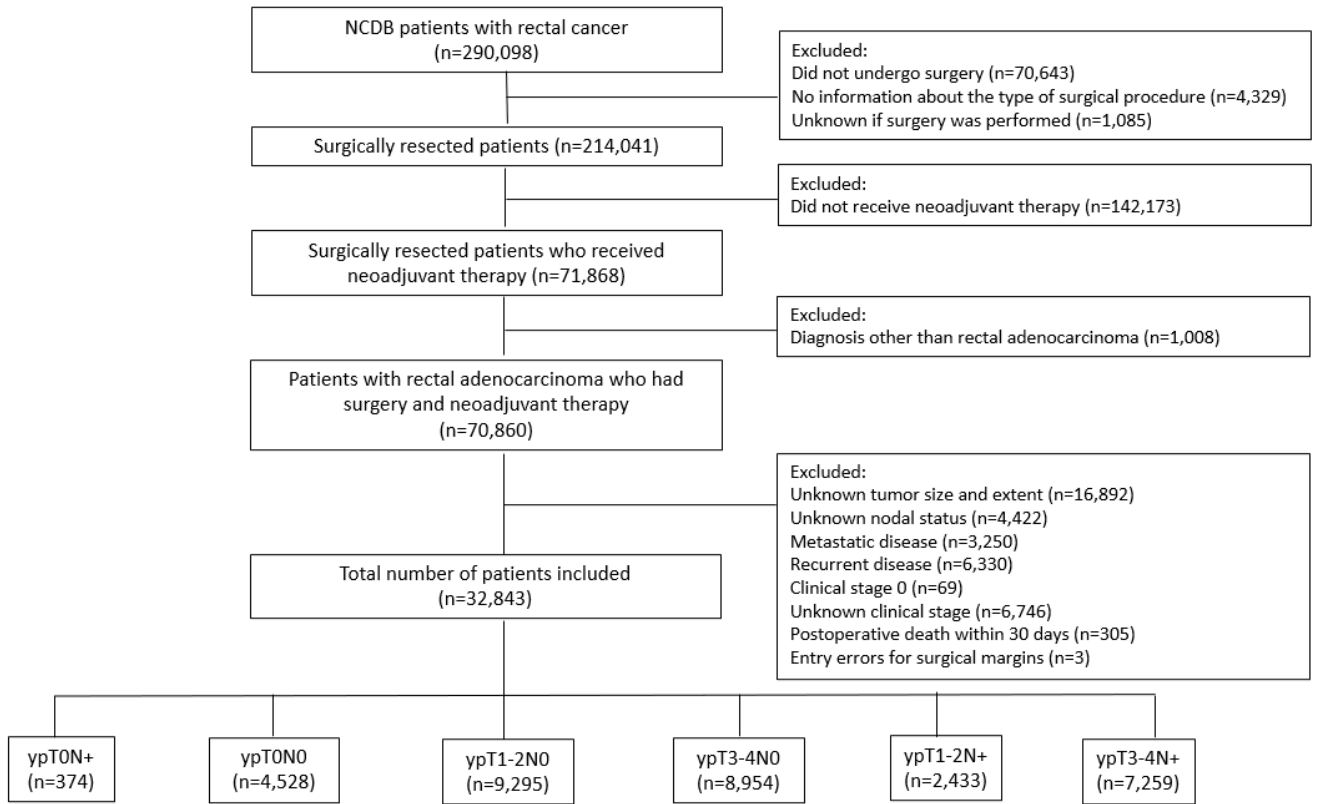 NCDB patients with rectal cancer
(n=290,098)
Excluded:
Did not undergo surgery (n=70,643)
No information about the type of surgical procedure (n=4,329)
Unknown if surgery was performed (n=1,085)
Surgically resected patients (n=214,041)
Excluded:
Did not receive neoadjuvant therapy (n=142,173)
Surgically resected patients who received
neoadjuvant therapy (n=71,868)
Excluded:
Diagnosis other than rectal adenocarcinoma (n=1,008)
Patients with rectal adenocarcinoma who had
surgery and neoadjuvant therapy
(n=70,860)
Excluded:
Unknown tumor size and extent (n=16,892)
Unknown nodal status (n=4,422)
Metastatic disease (n=3,250)
Recurrent disease (n=6,330)
Clinical stage 0 (n=69)
Unknown clinical stage (n=6,746)
Postoperative death within 30 days (n=305)
Entry errors for surgical margins (n=3)
Total number of patients included
(n=32,843)
ypT0N+
(n=374)
ypT0N0
(n=4,528)
ypT1-2N0
(n=9,295)
ypT3-4N0
(n=8,954)
ypT1-2N+
(n=2,433)
ypT3-4N+
(n=7,259)